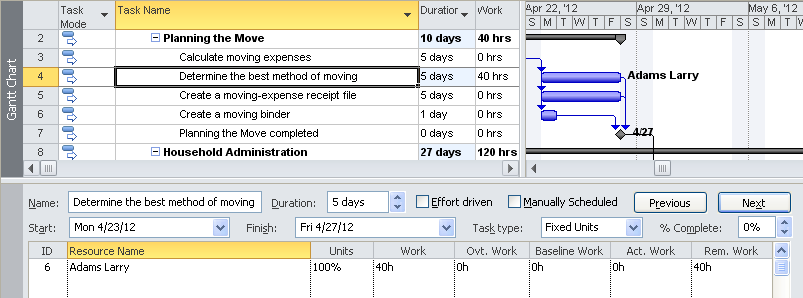 Gantt Chart
Task Mode Task Name Duration Work Apr 22, '12 Apr 29, '12 May 6, '12
S M T W T F S S M T W T F S S M T
2 Planning the Move 10 days 40 hrs
3 Calculate moving expenses 5 days 0 hrs
4 Determine the best method of moving 5 days 40 hrs Adams Larry
5 Create a moving-expense receipt file 5 days 0 hrs
6 Create a moving binder 1 day 0 hrs
7 Planning the Move completed 0 days 0 hrs 4/27
8 Household Administration 27 days 120 hrs
Name: Determine the best method of moving Duration: 5 days Effort driven Manually Scheduled Previous Next
Start: Mon 4/23/12 Finish: Fri 4/27/12 Task type: Fixed Units % Complete: 0%
ID Resource Name Units Work Ovt. Work Baseline Work Act. Work Rem. Work
6 Adams Larry 100% 40h 0h 0h 0h 40h